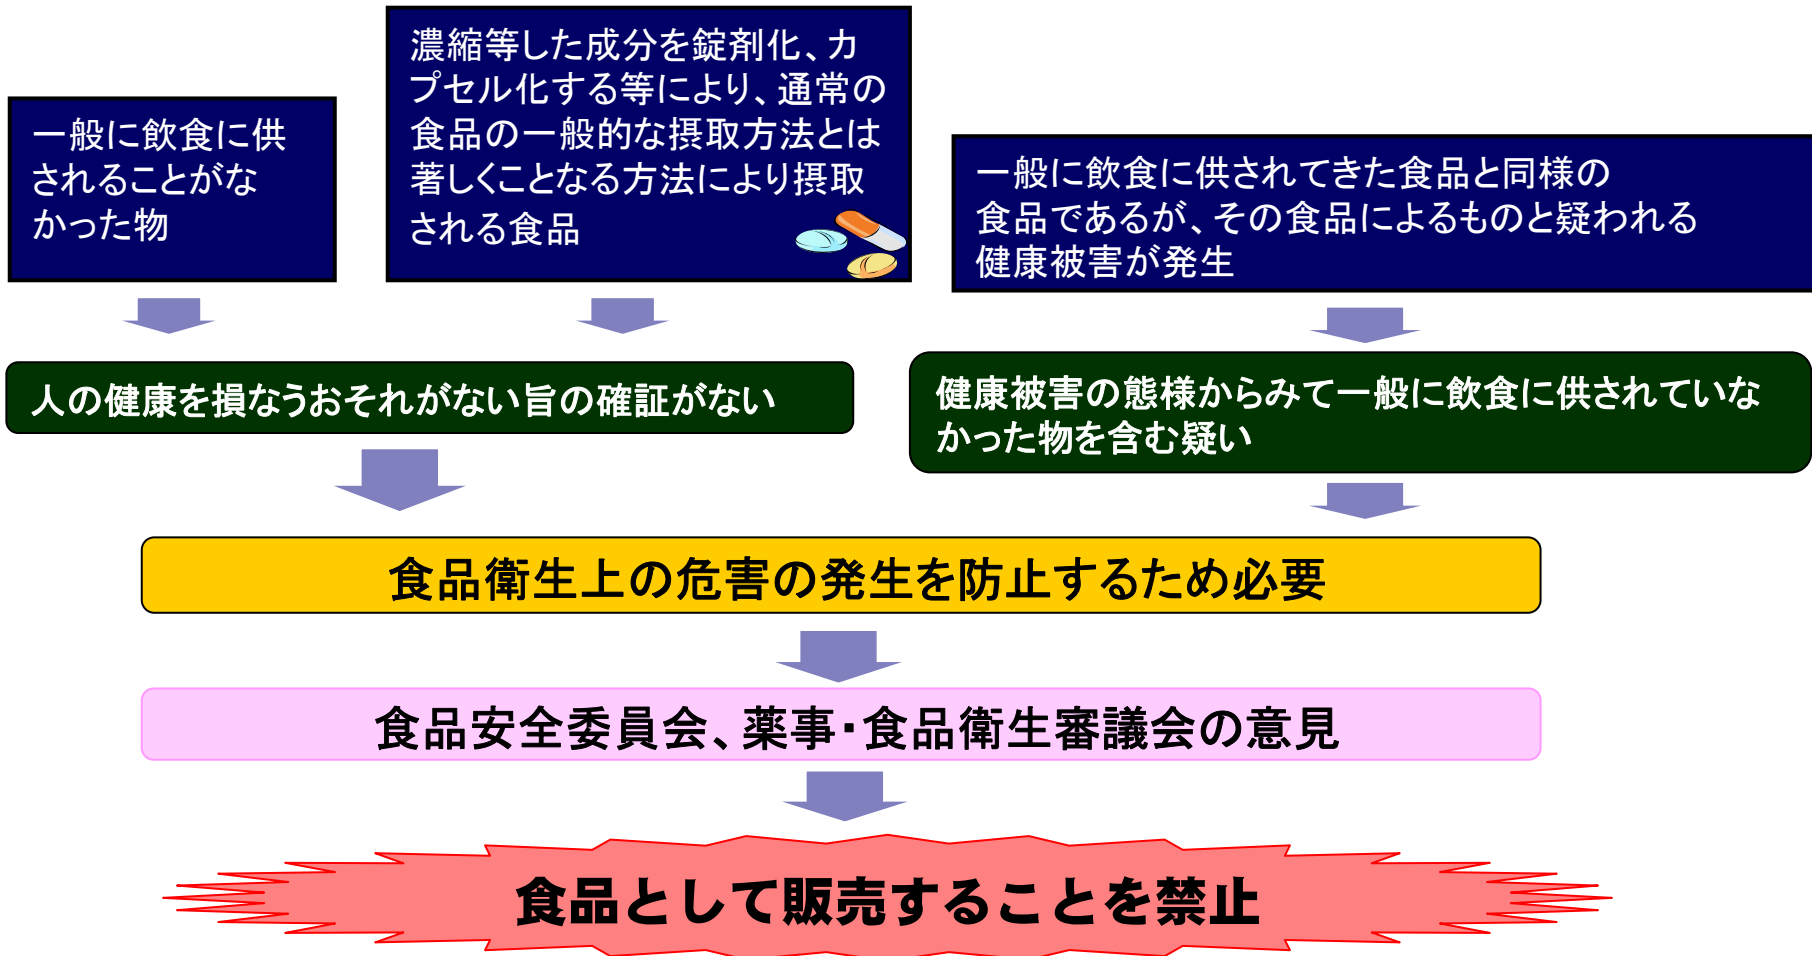 一般に飲食に供
されることがな
かった物
濃縮等した成分を錠剤化、カ
プセル化する等により、通常の
食品の一般的な摂取方法とは
著しくことなる方法により摂取
される食品
一般に飲食に供されてきた食品と同様の
食品であるが、その食品によるものと疑われる
健康被害が発生
人の健康を損なうおそれがない旨の確証がない
健康被害の態様からみて一般に飲食に供されていな
かった物を含む疑い
食品衛生上の危害の発生を防止するため必要
食品安全委員会、薬事・食品衛生審議会の意見
食品として販売することを禁止